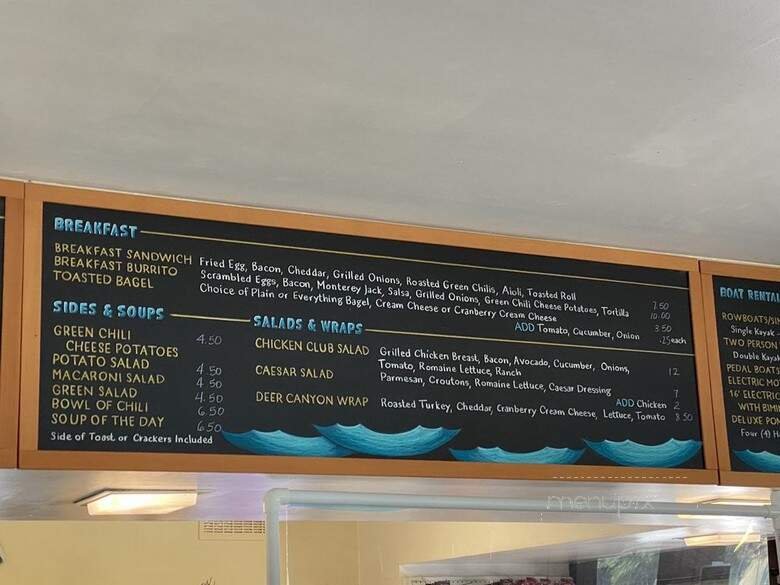 BREAKFAST
BREAKFAST SANDWICH Fried Egg, Bacon, Cheddar, Grilled Onions, Roasted Green Chilis, Aioli, Toasted Roll 7.50
BREAKFAST BURRITO Scrambled Eggs, Bacon, Monterey Jack, Salsa, Grilled Onions, Green Chili Cheese Potatoes, Tortilla 10.00
TOASTED BAGEL Choice of Plain or Everything Bagel, Cream Cheese or Cranberry Cream Cheese 3.50
ADD Tomato, Cucumber, Onion .25 each
SIDES & SOUPS
GREEN CHILI
CHEESE POTATOES 4.50
POTATO SALAD 4.50
MACARONI SALAD 4.50
GREEN SALAD 4.50
BOWL OF CHILI 6.50
SOUP OF THE DAY 6.50
Side of Toast or Crackers Included
SALADS & WRAPS
CHICKEN CLUB SALAD Grilled Chicken Breast, Bacon, Avocado, Cucumber, Onions, 12
Tomato, Romaine Lettuce, Ranch
CAESAR SALAD Parmesan, Croutons, Romaine Lettuce, Caesar Dressing 7
ADD Chicken 2
DEER CANYON WRAP Roasted Turkey, Cheddar, Cranberry Cream Cheese, Lettuce, Tomato 8.50
BOAT RENTA
ROWBOATS/SIN
Single Kayak
TWO PERSON
Double Kayak
PEDAL BOATS
ELECTRIC MO
16' ELECTRIC
WITH BIM
DELUXE PON
Four (4) H
menupix